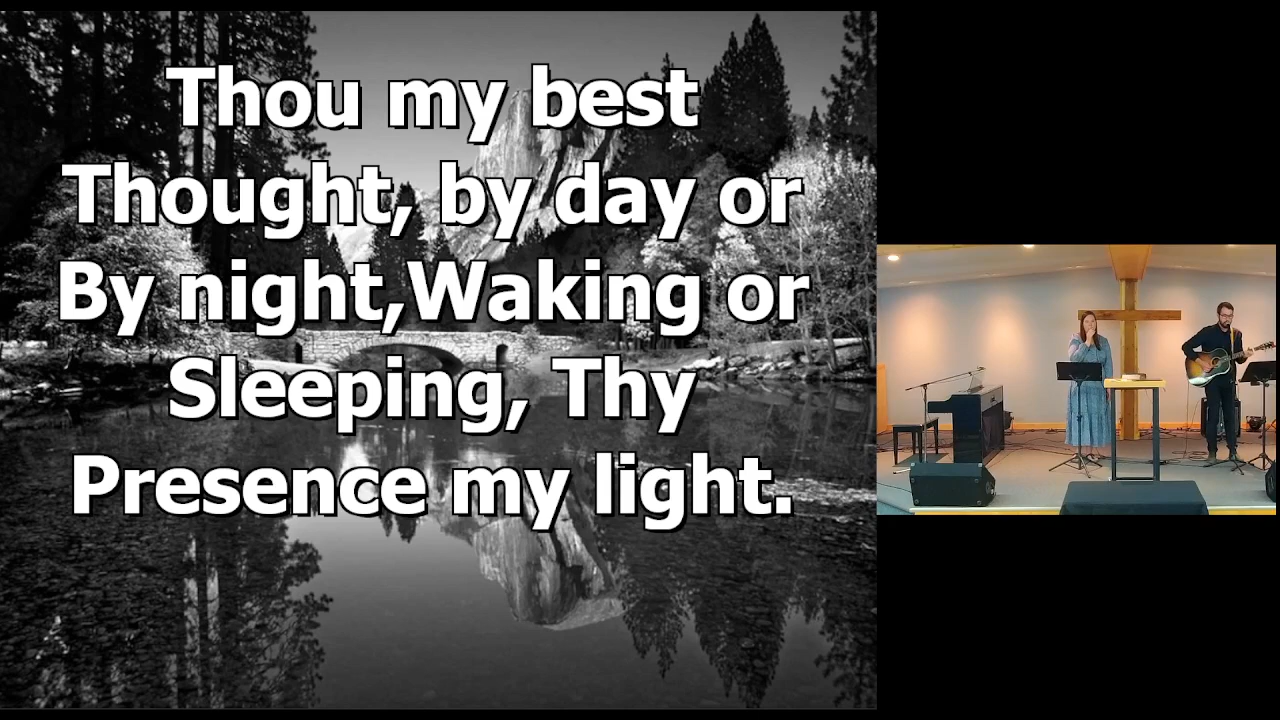 Thou my best
Thought, by day or
By night,Waking or
Sleeping, Thy
Presence my light.